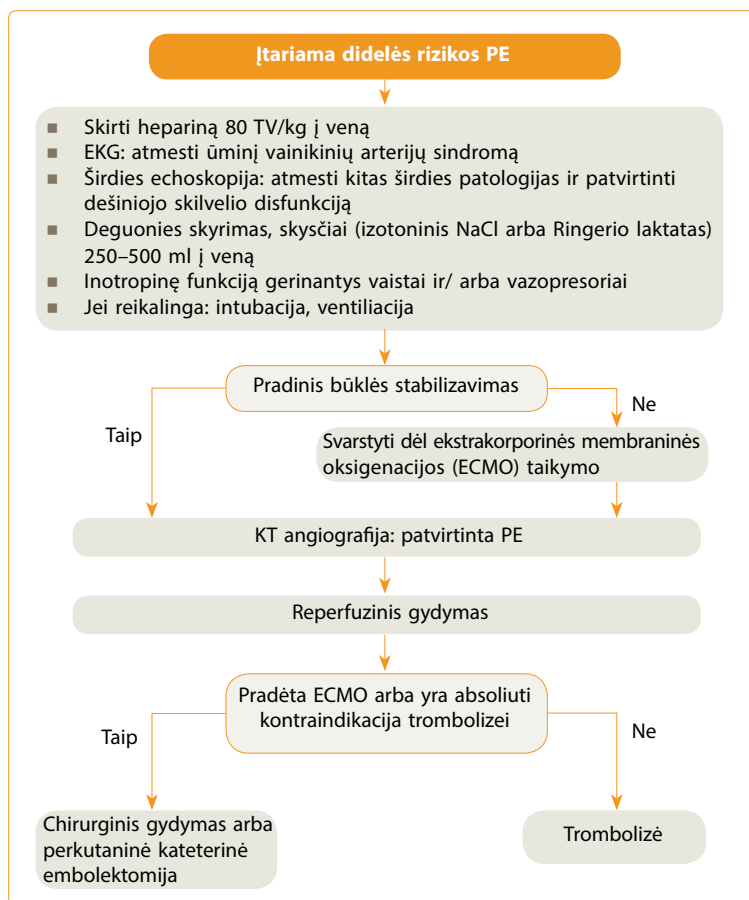 Įtariama didelės rizikos PE
■ Skirti hepariną 80 TV/kg į veną
■ EKG: atmesti ūminį vainikinių arterijų sindromą
■ Širdies echoskopija: atmesti kitas širdies patologijas ir patvirtinti
dešiniojo skilvelio disfunkciją
■ Deguonies skyrimas, skysčiai (izotoninis NaCl arba Ringerio laktatas)
250–500 ml į veną
■ Inotropinę funkciją gerinantys vaistai ir/ arba vazopresoriai
■ Jei reikalinga: intubacija, ventiliacija
Pradinis būklės stabilizavimas
Taip
Ne
Svarstyti dėl ekstrakorporinės membraninės
oksigenacijos (ECMO) taikymo
KT angiografija: patvirtinta PE
Reperfuzinis gydymas
Pradėta ECMO arba yra absoliuti
kontraindikacija trombolizei
Taip
Ne
Chirurginis gydymas arba
perkutaninė kateterinė
embolektomija
Trombolizė